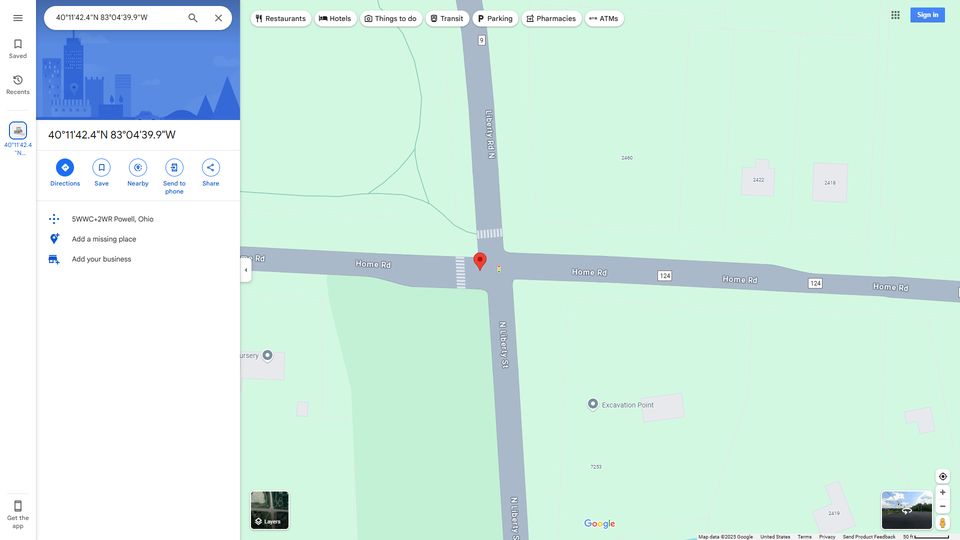 40°11'42.4"N 83°04'39.9"W
Restaurants
Hotels
Things to do
Transit
Parking
Pharmacies
ATMs
Sign in
Saved
Recents
40°11'42.4
"N...
40°11'42.4"N 83°04'39.9"W
Directions
Save
Nearby
Send to
phone
Share
5WWC+2WR Powell, Ohio
Add a missing place
Add your business
Get the
app
9
Liberty Rd N
2460
2422
2418
Rd
Home Rd
Home Rd
124
Home Rd
124
Home Rd
N Liberty St
ursery
Excavation Point
7253
N Liberty S
2419
Layers
Google
Map data ©2025 Google
United States
Terms
Privacy
Send Product Feedback
50 ft